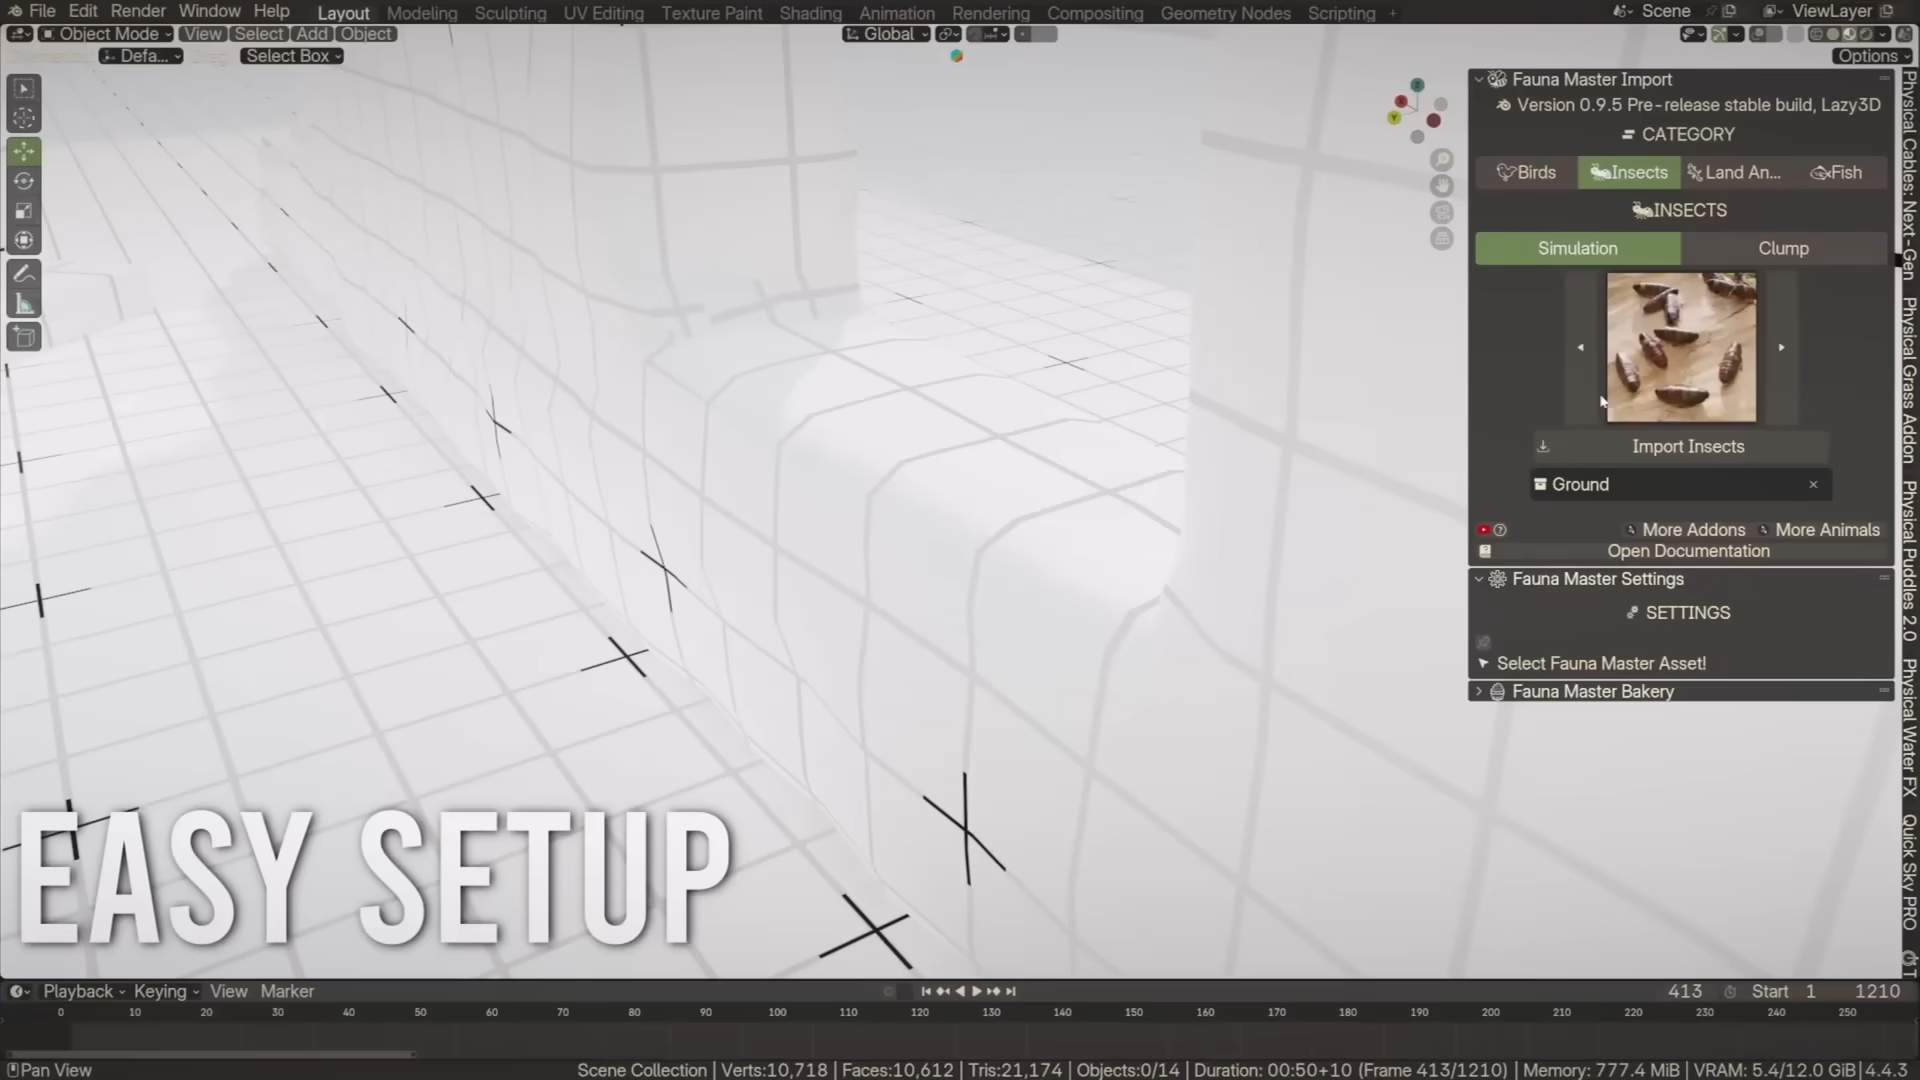 File Edit Render Window Help Layout Modeling Sculpting UV Editing Texture Paint Shading Animation Rendering Compositing Geometry Nodes Scripting + Scene ViewLayer
Object Mode View Select Add Object Global
Defa... Select Box Options
Fauna Master Import
Version 0.9.5 Pre-release stable build, Lazy3D
CATEGORY
Birds Insects Land An... Fish
INSECTS
Simulation Clump
Import Insects
Ground
More Addons More Animals
Open Documentation
Fauna Master Settings
SETTINGS
Select Fauna Master Asset!
Fauna Master Bakery
Physical Cables: Next-Gen
Physical Grass Addon
Physical Puddles 2.0
Physical Water FX
Quick Sky PRO
Z
Y
EASY SETUP
Playback Keying View Marker 413 Start 1 1210
0 10 20 30 40 50 60 70 80 90 100 110 120 130 140 150 160 170 180 190 200 210 220 230 240 250
Pan View Scene Collection | Verts:10,718 | Faces:10,612 | Tris:21,174 | Objects:0/14 | Duration: 00:50+10 (Frame 413/1210) | Memory: 777.4 MiB | VRAM: 5.4/12.0 GiB | 4.4.3